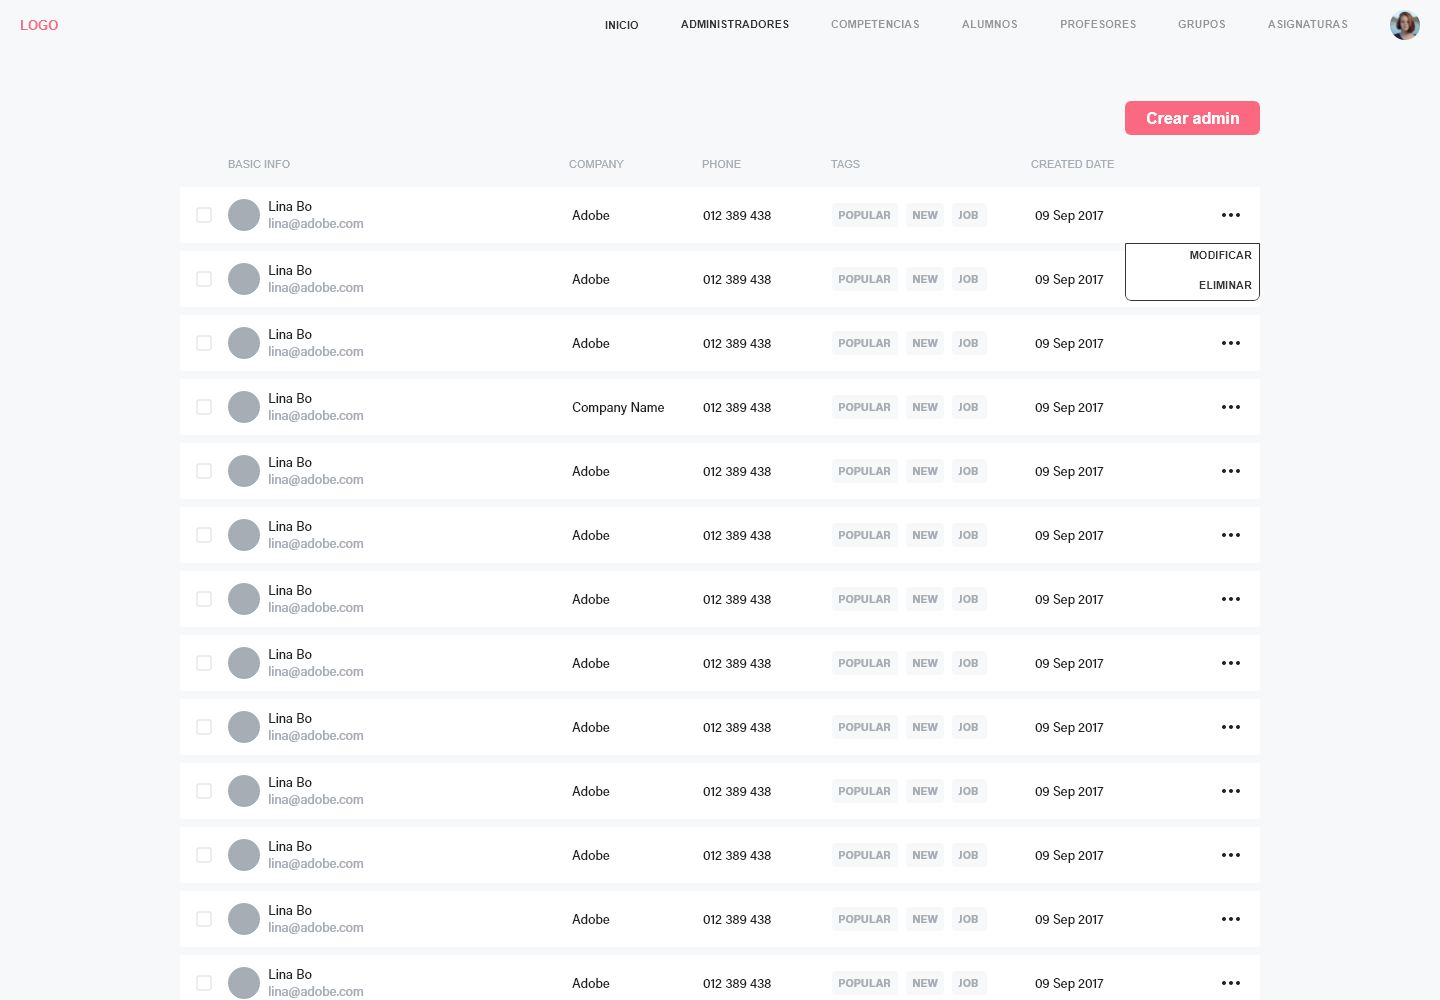 LOGO INICIO ADMINISTRADORES COMPETENCIAS ALUMNOS PROFESORES GRUPOS ASIGNATURAS
Crear admin
BASIC INFO COMPANY PHONE TAGS CREATED DATE
Lina Bo
lina@adobe.com
Adobe 012 389 438 POPULAR NEW JOB 09 Sep 2017
MODIFICAR
ELIMINAR
Lina Bo
lina@adobe.com
Adobe 012 389 438 POPULAR NEW JOB 09 Sep 2017
Lina Bo
lina@adobe.com
Adobe 012 389 438 POPULAR NEW JOB 09 Sep 2017
Lina Bo
lina@adobe.com
Company Name 012 389 438 POPULAR NEW JOB 09 Sep 2017
Lina Bo
lina@adobe.com
Adobe 012 389 438 POPULAR NEW JOB 09 Sep 2017
Lina Bo
lina@adobe.com
Adobe 012 389 438 POPULAR NEW JOB 09 Sep 2017
Lina Bo
lina@adobe.com
Adobe 012 389 438 POPULAR NEW JOB 09 Sep 2017
Lina Bo
lina@adobe.com
Adobe 012 389 438 POPULAR NEW JOB 09 Sep 2017
Lina Bo
lina@adobe.com
Adobe 012 389 438 POPULAR NEW JOB 09 Sep 2017
Lina Bo
lina@adobe.com
Adobe 012 389 438 POPULAR NEW JOB 09 Sep 2017
Lina Bo
lina@adobe.com
Adobe 012 389 438 POPULAR NEW JOB 09 Sep 2017
Lina Bo
lina@adobe.com
Adobe 012 389 438 POPULAR NEW JOB 09 Sep 2017
Lina Bo
lina@adobe.com
Adobe 012 389 438 POPULAR NEW JOB 09 Sep 2017